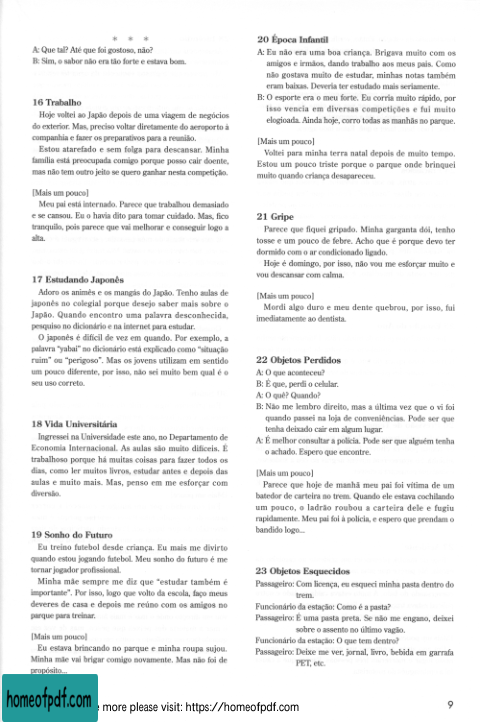 * * *
A: Que tal? Até que foi gostoso, não?
B: Sim, o sabor não era tão forte e estava bom.
16 Trabalho
Hoje voltei ao Japão depois de uma viagem de negócios
do exterior. Mas, preciso voltar diretamente do aeroporto à
companhia e fazer os preparativos para a reunião.
Estou atarefado e sem folga para descansar. Minha
família está preocupada comigo porque posso cair doente,
mas não tem outro jeito se quero ganhar nesta competição.
[Mais um pouco]
Meu pai está internado. Parece que trabalhou demasiado
e se cansou. Eu o havia dito para tomar cuidado. Mas, fico
tranquilo, pois parece que vai melhorar e conseguir logo a
alta.
17 Estudando Japonês
Adoro os animês e os mangás do Japão. Tenho aulas de
japonês no colegial porque desejo saber mais sobre o
Japão. Quando encontro uma palavra desconhecida,
pesquiso no dicionário e na internet para estudar.
O japonês é difícil de vez em quando. Por exemplo, a
palavra "yabai" no dicionário está explicado como "situação
ruim" ou "perigoso". Mas os jovens utilizam em sentido
um pouco diferente, por isso, não sei muito bem qual é o
seu uso correto.
18 Vida Universitária
Ingressei na Universidade este ano, no Departamento de
Economia Internacional. As aulas são muito difíceis. É
trabalhoso porque há muitas coisas para fazer todos os
dias, como ler muitos livros, estudar antes e depois das
aulas e muito mais. Mas, penso em me esforçar com
diversão.
19 Sonho do Futuro
Eu treino futebol desde criança. Eu mais me divirto
quando estou jogando futebol. Meu sonho do futuro é me
tornar jogador profissional.
Minha mãe sempre me diz que "estudar também é
importante". Por isso, logo que volto da escola, faço meus
deveres de casa e depois me reúno com os amigos no
parque para treinar.
[Mais um pouco]
Eu estava brincando no parque e minha roupa sujou.
Minha mãe vai brigar comigo novamente. Mas não foi de
propósito...
20 Época Infantil
A: Eu não era uma boa criança. Brigava muito com os
amigos e irmãos, dando trabalho aos meus pais. Como
não gostava muito de estudar, minhas notas também
eram baixas. Deveria ter estudado mais seriamente.
B: O esporte era o meu forte. Eu corria muito rápido, por
isso vencia em diversas competições e fui muito
elogioada. Ainda hoje, corro todas as manhãs no parque.
[Mais um pouco]
Voltei para minha terra natal depois de muito tempo.
Estou um pouco triste porque o parque onde brinquei
muito quando criança desapareceu.
21 Gripe
Parece que fiquei gripado. Minha garganta dói, tenho
tosse e um pouco de febre. Acho que é porque devo ter
dormido com o ar condicionado ligado.
Hoje é domingo, por isso, não vou me esforçar muito e
vou descansar com calma.
[Mais um pouco]
Mordi algo duro e meu dente quebrou, por isso, fui
imediatamente ao dentista.
22 Objetos Perdidos
A: O que aconteceu?
B: É que, perdi o celular.
A: O quê? Quando?
B: Não me lembro direito, mas a última vez que o vi foi
quando passei na loja de conveniências. Pode ser que
tenha deixado cair em algum lugar.
A: É melhor consultar a polícia. Pode ser que alguém tenha
o achado. Espero que encontre.
[Mais um pouco]
Parece que hoje de manhã meu pai foi vítima de um
batedor de carteira no trem. Quando ele estava cochilando
um pouco, o ladrão roubou a carteira dele e fugiu
rapidamente. Meu pai foi à polícia, e espero que prendam o
bandido logo...
23 Objetos Esquecidos
Passageiro: Com licença, eu esqueci minha pasta dentro do
trem.
Funcionário da estação: Como é a pasta?
Passageiro: É uma pasta preta. Se não me engano, deixei
sobre o assento no último vagão.
Funcionário da estação: O que tem dentro?
Passageiro: Deixe me ver, jornal, livro, bebida em garrafa
PET, etc.
homeofpdf.com
e more please visit: https://homeofpdf.com
9